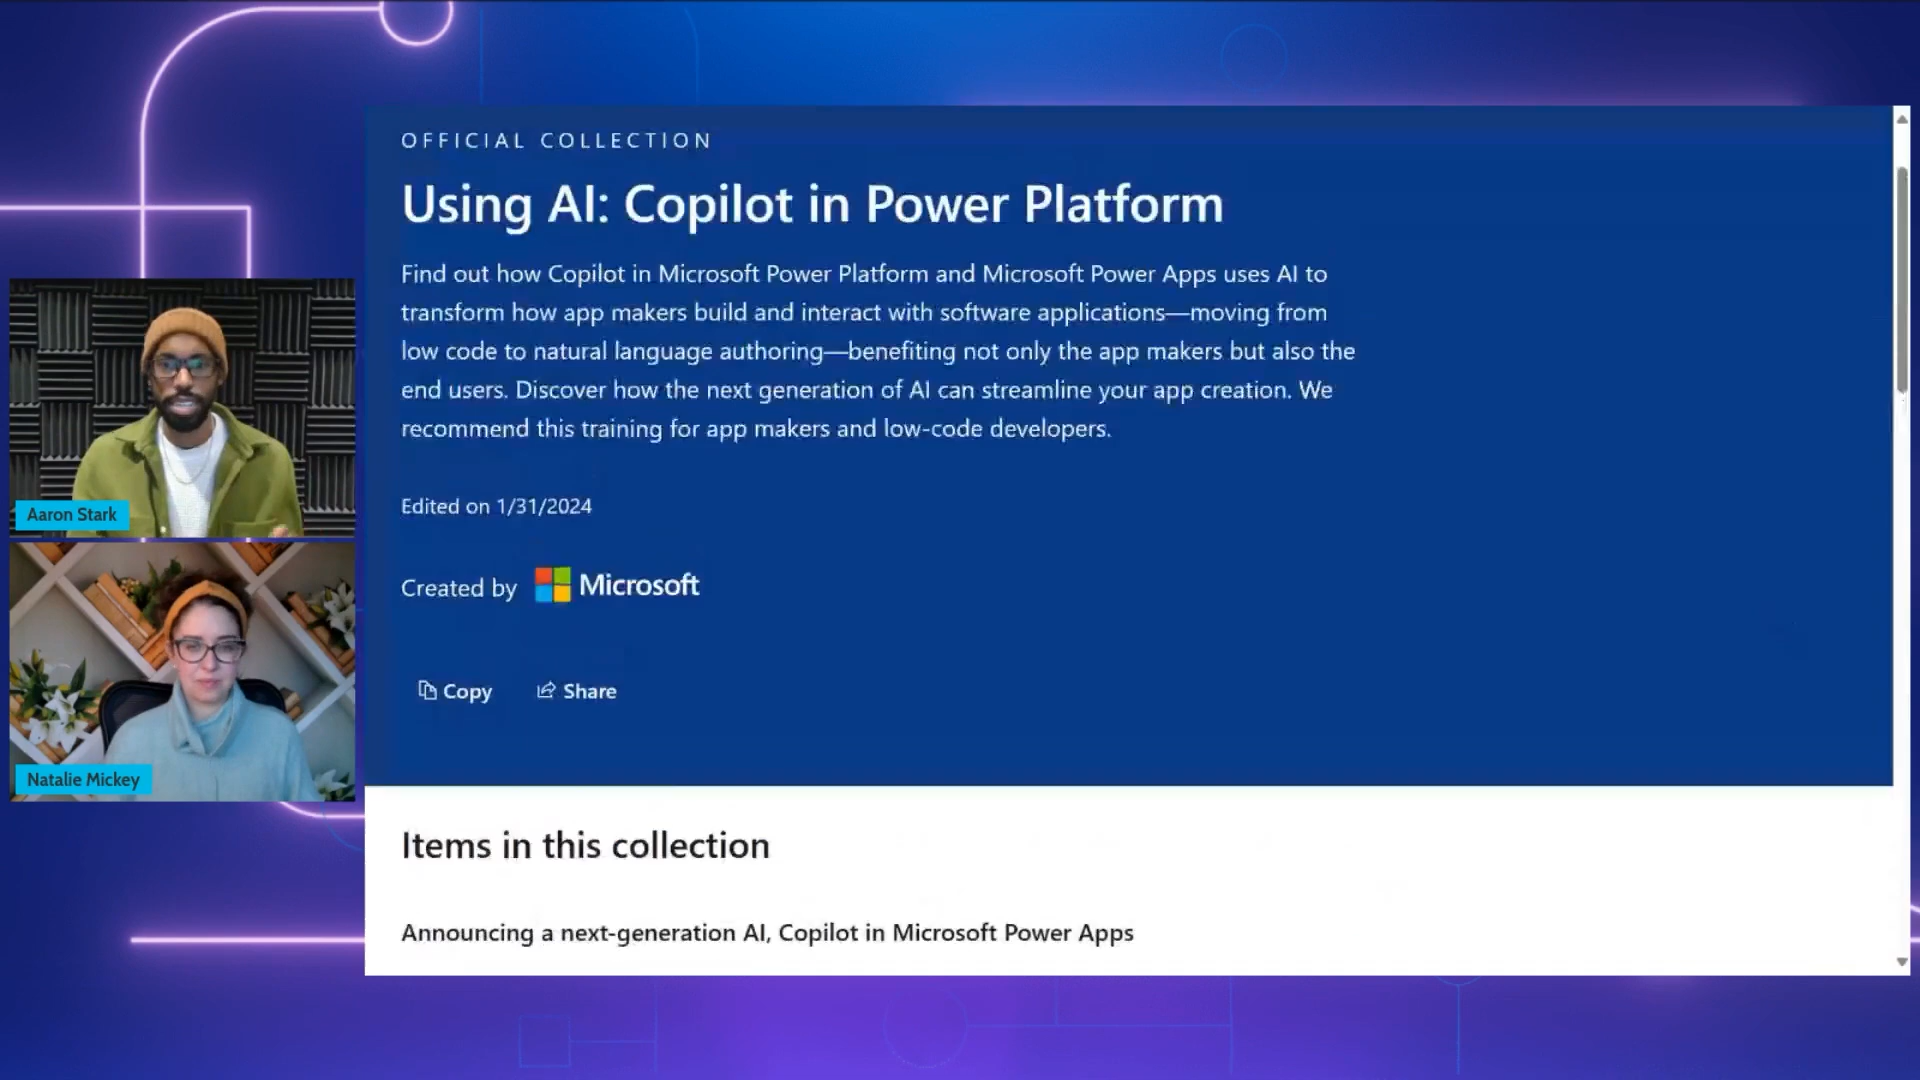 OFFICIAL COLLECTION
Using AI: Copilot in Power Platform
Find out how Copilot in Microsoft Power Platform and Microsoft Power Apps uses AI to
transform how app makers build and interact with software applications—moving from
low code to natural language authoring—benefiting not only the app makers but also the
end users. Discover how the next generation of AI can streamline your app creation. We
recommend this training for app makers and low-code developers.
Edited on 1/31/2024
Created by Microsoft
Copy Share
Items in this collection
Announcing a next-generation AI, Copilot in Microsoft Power Apps
Aaron Stark
Natalie Mickey